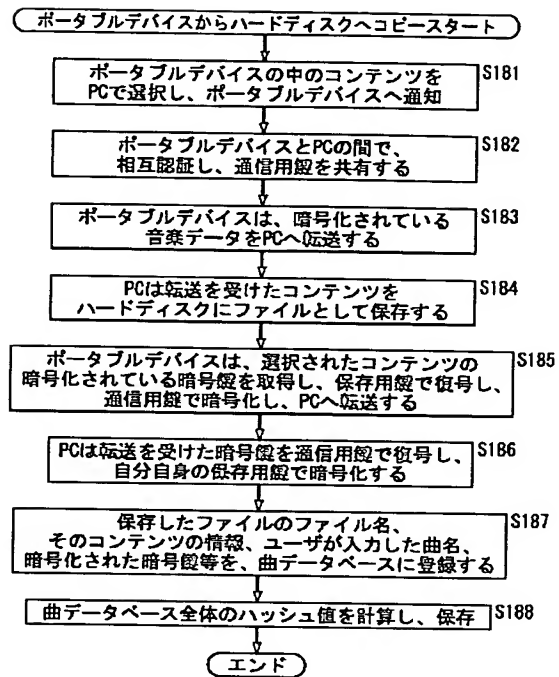 ポータブルデバイスからハードディスクへコピースタート
ポータブルデバイスの中のコンテンツを
PCで選択し、ポータブルデバイスへ通知
S181
ポータブルデバイスとPCの間で、
相互認証し、通信用鍵を共有する
S182
ポータブルデバイスは、暗号化されている
音楽データをPCへ転送する
S183
PCは転送を受けたコンテンツを
ハードディスクにファイルとして保存する
S184
ポータブルデバイスは、選択されたコンテンツの
暗号化されている暗号鍵を取得し、保存用鍵で復号し、
通信用鍵で暗号化し、PCへ転送する
S185
PCは転送を受けた暗号鍵を通信用鍵で復号し、
自分自身の保存用鍵で暗号化する
S186
保存したファイルのファイル名、
そのコンテンツの情報、ユーザが入力した曲名、
暗号化された暗号鍵等を、曲データベースに登録する
S187
曲データベース全体のハッシュ値を計算し、保存
S188
エンド